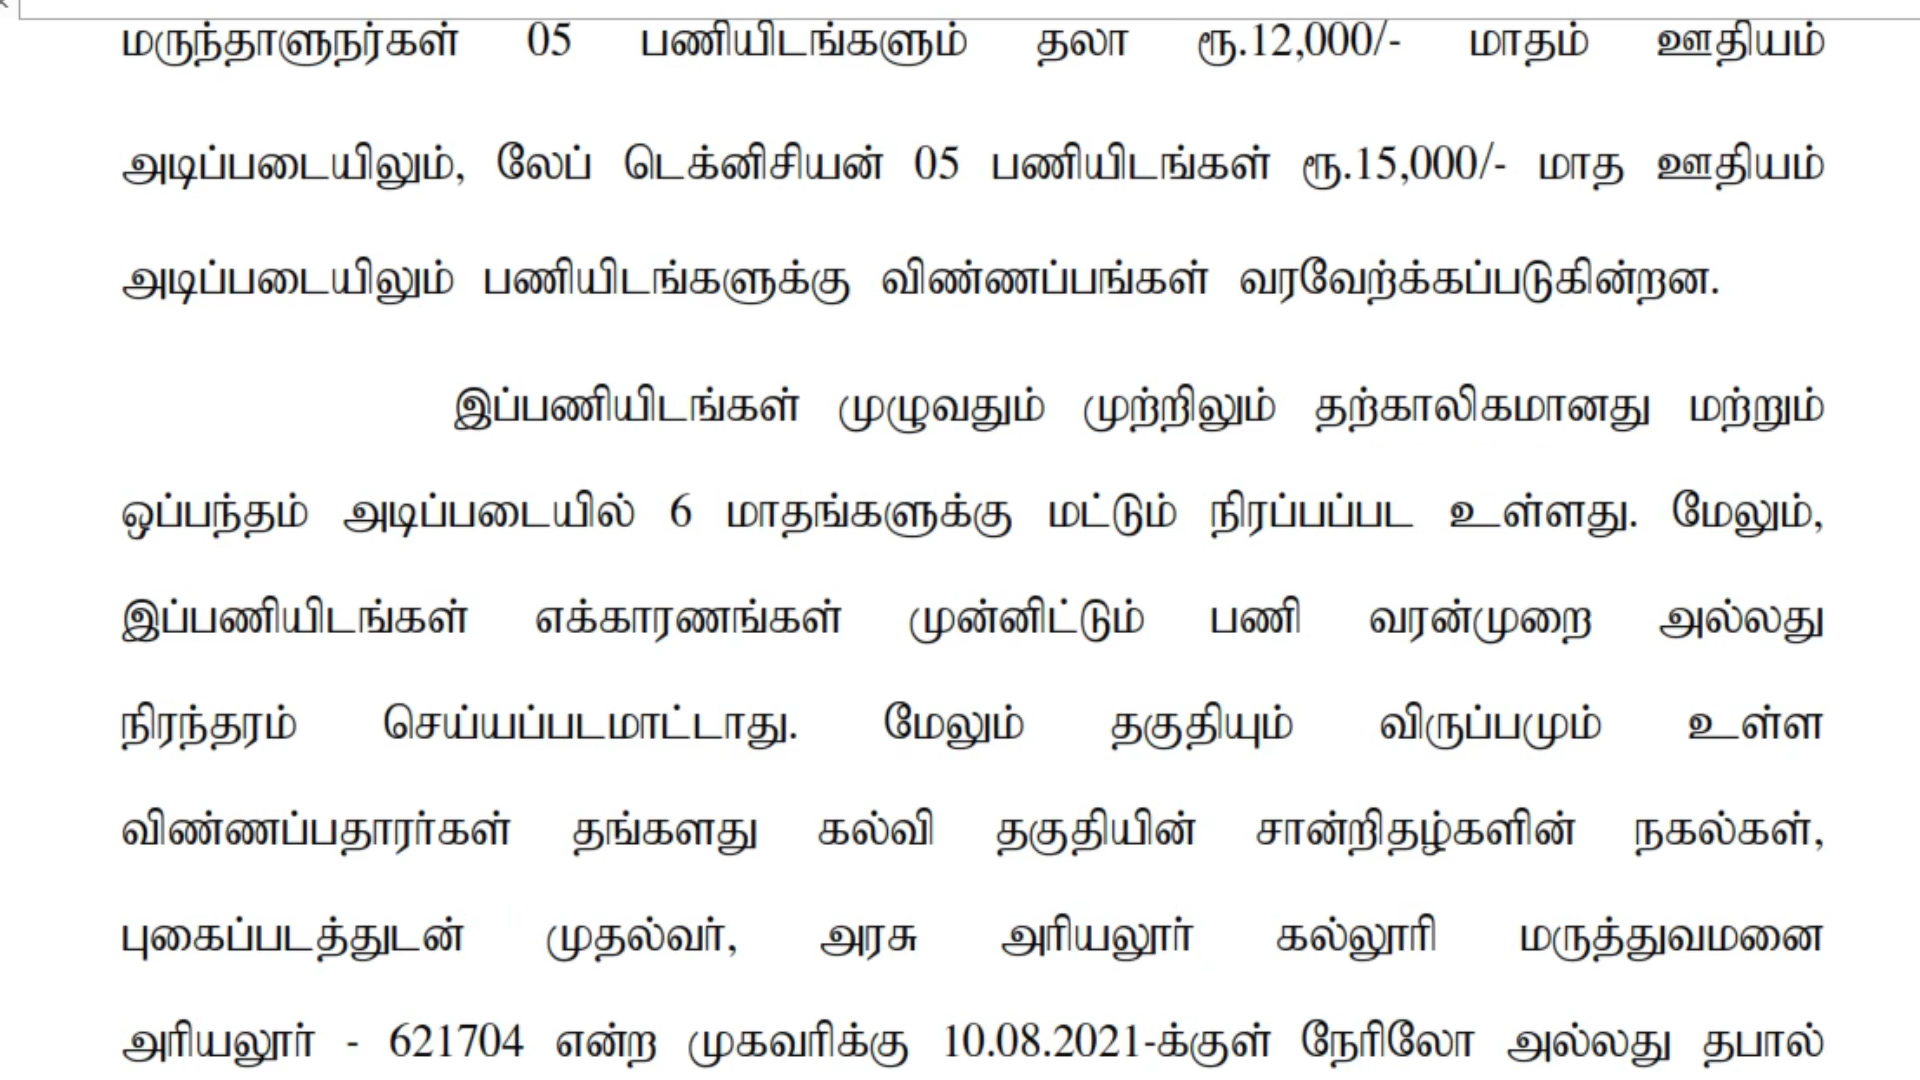 மருந்தாளுநர்கள் 05 பணியிடங்களும் தலா ரூ.12,000/- மாதம் ஊதியம்
அடிப்படையிலும், லேப் டெக்னிசியன் 05 பணியிடங்கள் ரூ.15,000/- மாத ஊதியம்
அடிப்படையிலும் பணியிடங்களுக்கு விண்ணப்பங்கள் வரவேற்க்கப்படுகின்றன.
இப்பணியிடங்கள் முழுவதும் முற்றிலும் தற்காலிகமானது மற்றும்
ஒப்பந்தம் அடிப்படையில் 6 மாதங்களுக்கு மட்டும் நிரப்பப்பட உள்ளது. மேலும்,
இப்பணியிடங்கள் எக்காரணங்கள் முன்னிட்டும் பணி வரன்முறை அல்லது
நிரந்தரம் செய்யப்படமாட்டாது. மேலும் தகுதியும் விருப்பமும் உள்ள
விண்ணப்பதாரர்கள் தங்களது கல்வி தகுதியின் சான்றிதழ்களின் நகல்கள்,
புகைப்படத்துடன் முதல்வர், அரசு அரியலூர் கல்லூரி மருத்துவமனை
அரியலூர் - 621704 என்ற முகவரிக்கு 10.08.2021-க்குள் நேரிலோ அல்லது தபால்